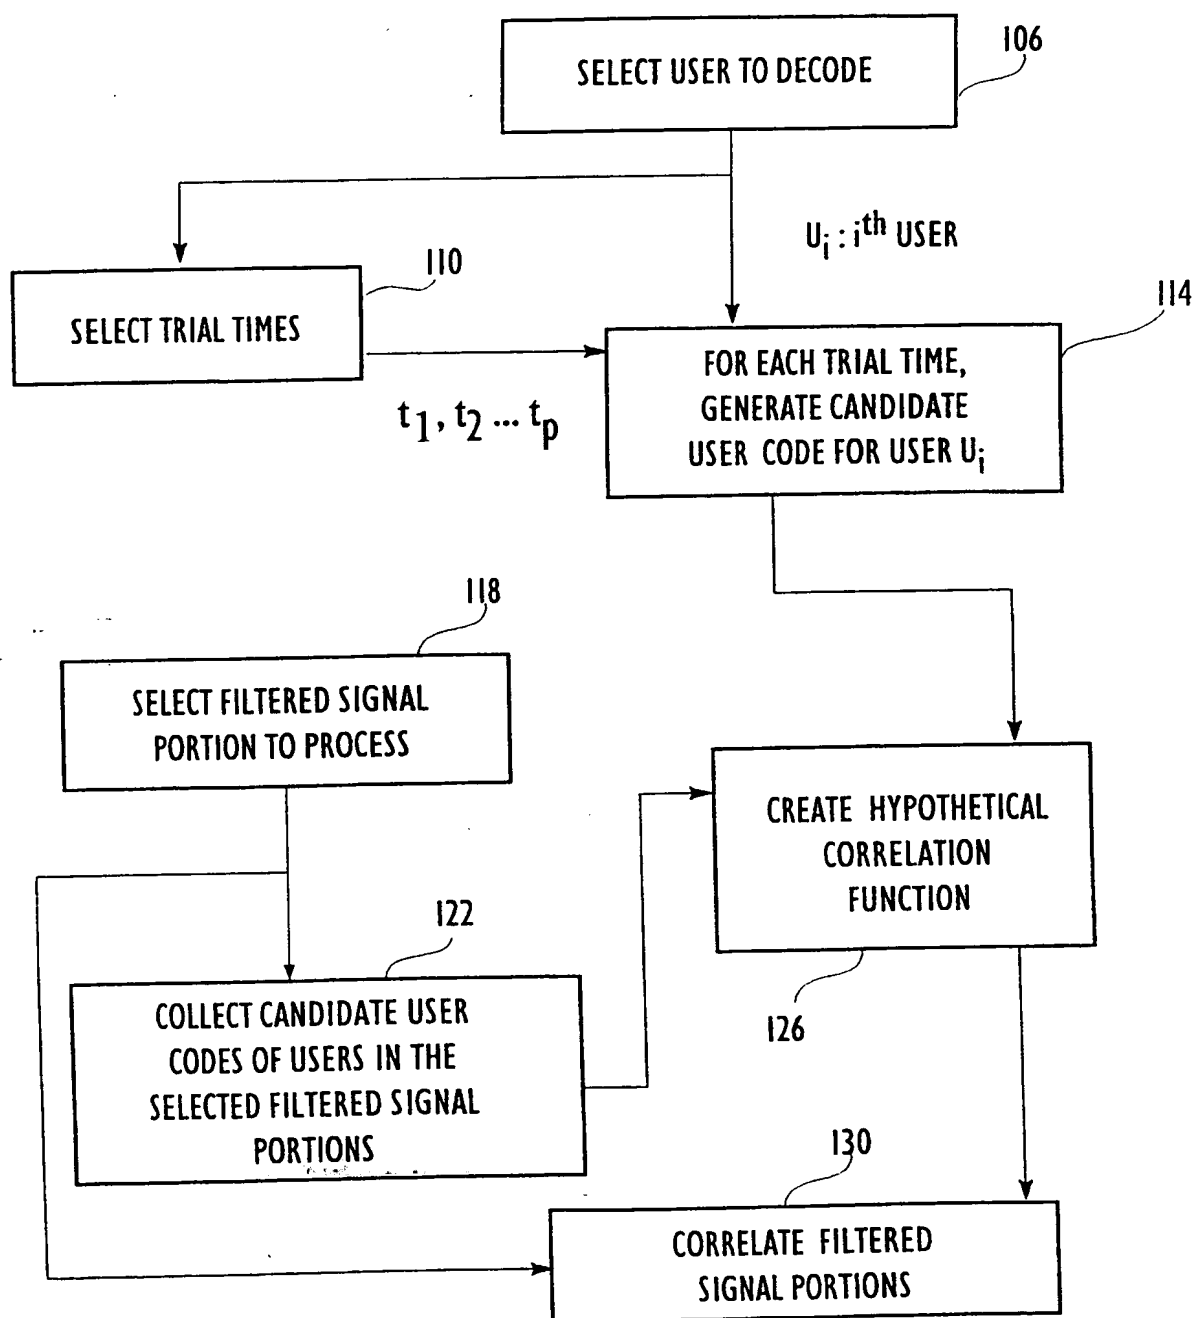 SELECT USER TO DECODE
106
U_i : i^th USER
110
SELECT TRIAL TIMES
t_1, t_2 ... t_p
114
FOR EACH TRIAL TIME,
GENERATE CANDIDATE
USER CODE FOR USER U_i
118
SELECT FILTERED SIGNAL
PORTION TO PROCESS
CREATE HYPOTHETICAL
CORRELATION
FUNCTION
126
122
COLLECT CANDIDATE USER
CODES OF USERS IN THE
SELECTED FILTERED SIGNAL
PORTIONS
130
CORRELATE FILTERED
SIGNAL PORTIONS